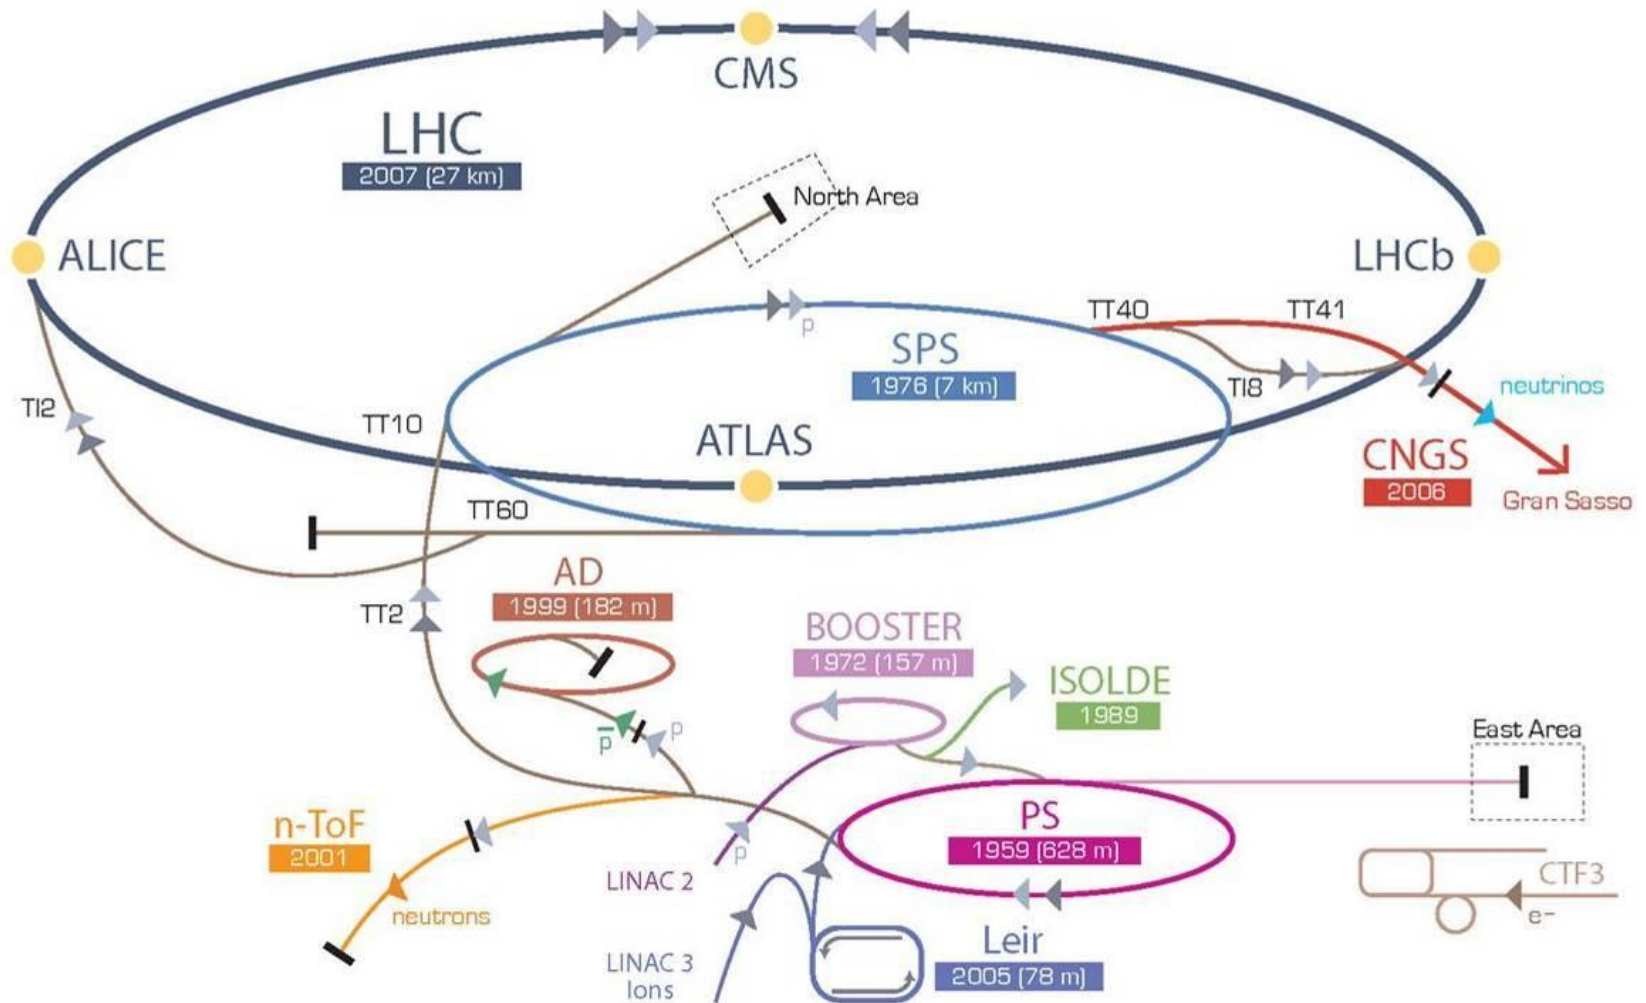 CMS
LHC
2007 (27 km)
North Area
ALICE
LHCb
TT40
TT41
p
SPS
1976 (7 km)
TI8
neutrinos
TI2
TT10
ATLAS
CNGS
2006
Gran Sasso
TT60
AD
1999 (182 m)
TT2
BOOSTER
1972 (157 m)
ISOLDE
1989
p
p̅
East Area
n-ToF
2001
PS
1959 (628 m)
p
LINAC 2
CTF3
e-
neutrons
Leir
2005 (78 m)
LINAC 3
Ions